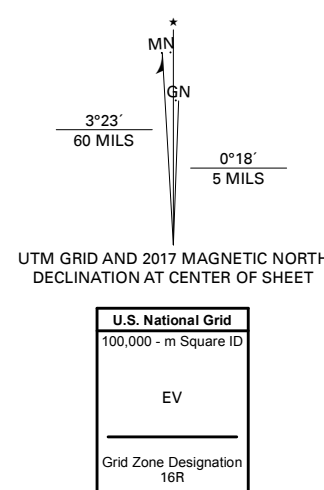 ★
MN
GN
3°23´
60 MILS
0°18´
5 MILS
UTM GRID AND 2017 MAGNETIC NORTH
DECLINATION AT CENTER OF SHEET
U.S. National Grid
100,000 - m Square ID
EV
Grid Zone Designation
16R